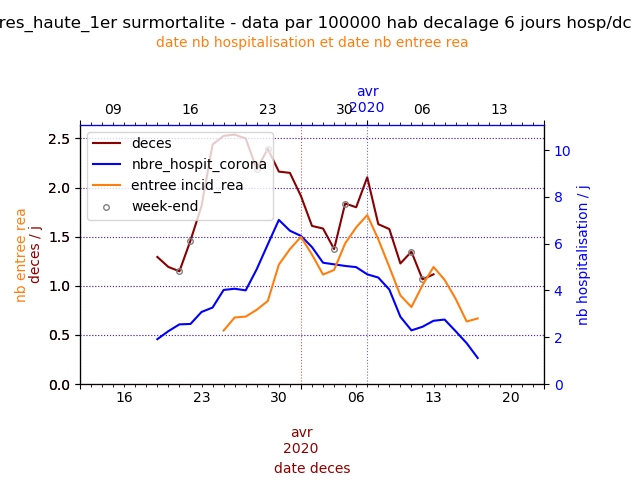 res_haute_1er surmortalite - data par 100000 hab decalage 6 jours hosp/dc
date nb hospitalisation et date nb entree rea
avr
2020
09 16 23 30 06 13
deces
nbre_hospit_corona
entree incid_rea
week-end
2.5
2.0
1.5
1.0
0.5
0.0
nb entree rea
deces / j
10
8
6
4
2
0
nb hospitalisation / j
16 23 30 06 13 20
avr
2020
date deces